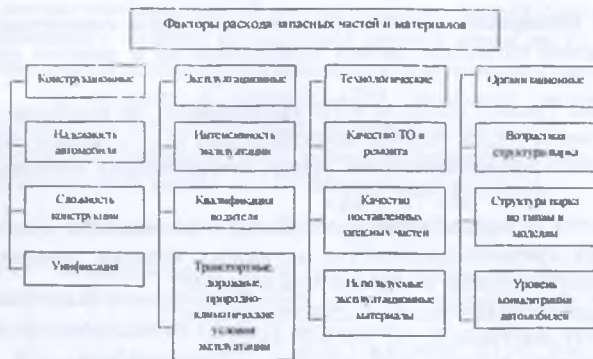 Факторы расхода запасных частей и материалов
Конструкционные
Эксплуатационные
Технологические
Организационные
Надежность
автомобиля
Интенсивность
эксплуатации
Качество ТО и
ремонта
Возрастная
структура парка
Сложность
конструкции
Квалификация
водителя
Качество
поставленных
запасных частей
Структура парка
по типам и
моделям
Унификация
Транспортные,
дорожные,
природно-
климатические
условия
эксплуатации
Используемые
эксплуатационные
материалы
Уровень
концентрации
автомобилей